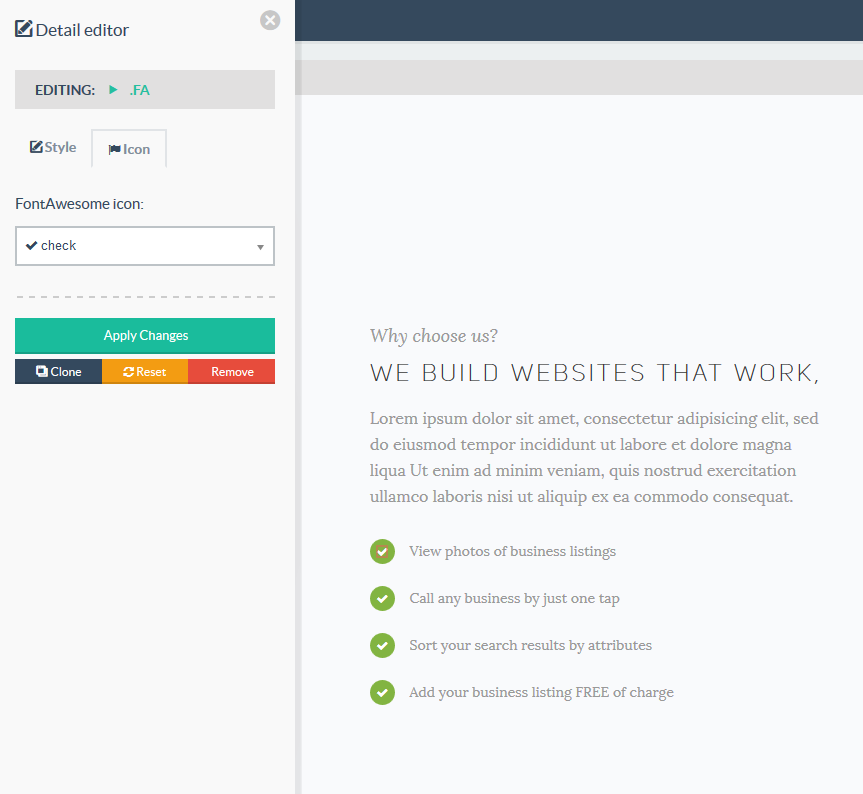 Detail editor
EDITING: .FA
Style
Icon
FontAwesome icon:
check
Apply Changes
Clone
Reset
Remove
Why choose us?
WE BUILD WEBSITES THAT WORK,
Lorem ipsum dolor sit amet, consectetur adipisicing elit, sed
do eiusmod tempor incididunt ut labore et dolore magna
liqua Ut enim ad minim veniam, quis nostrud exercitation
ullamco laboris nisi ut aliquip ex ea commodo consequat.
View photos of business listings
Call any business by just one tap
Sort your search results by attributes
Add your business listing FREE of charge